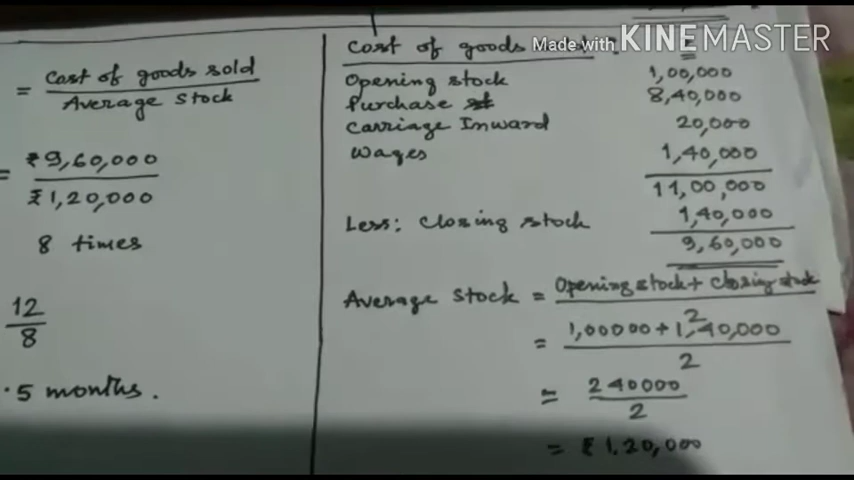 Made with KINEMASTER
= Cost of goods sold
Average Stock
= ₹9,60,000
₹1,20,000
8 times
12
8
.5 months.
Cost of goods :
Opening stock 1,00,000
Purchase 8,40,000
Carriage Inward 20,000
Wages 1,40,000
11,00,000
Less: Closing stock 1,40,000
9,60,000
Average Stock = Opening stock + Closing stock
2
= 1,00000 + 1,40,000
2
= 240000
2
= ₹1,20,000